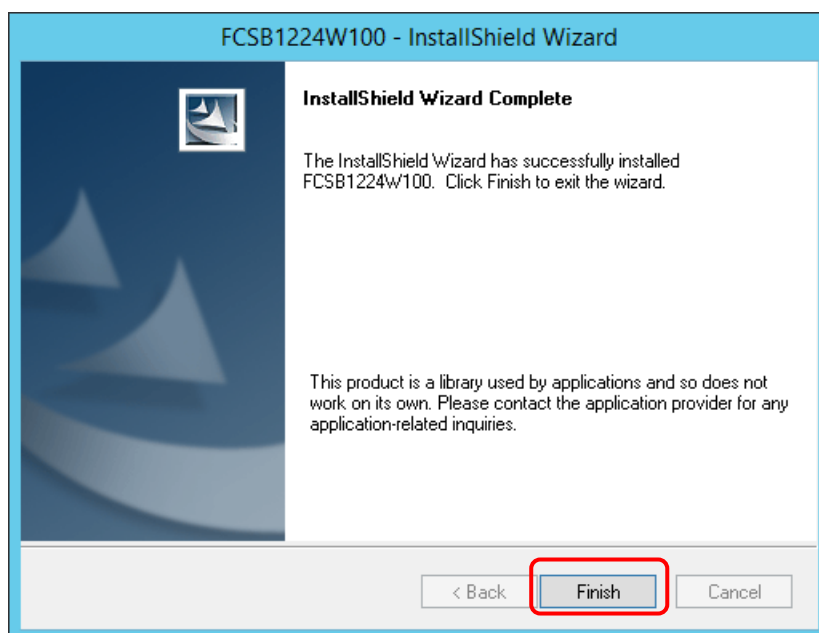 FCSB1224W100 - InstallShield Wizard
InstallShield Wizard Complete
The InstallShield Wizard has successfully installed
FCSB1224W100. Click Finish to exit the wizard.
This product is a library used by applications and so does not
work on its own. Please contact the application provider for any
application-related inquiries.
< Back Finish Cancel